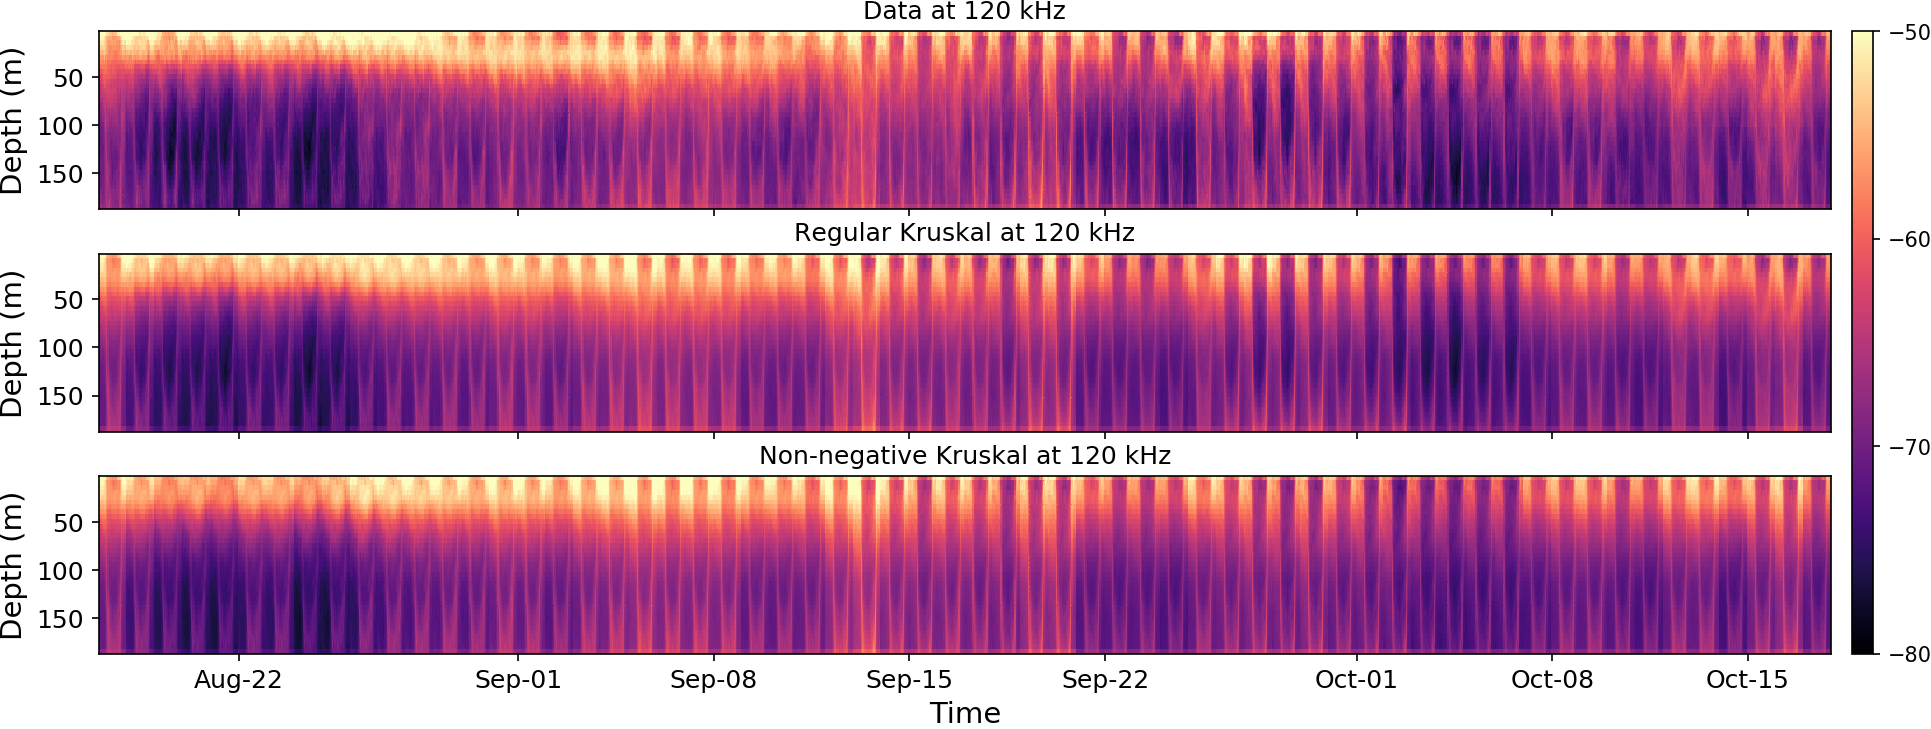 Data at 120 kHz
Depth (m)
50
100
150
Regular Kruskal at 120 kHz
Depth (m)
50
100
150
Non-negative Kruskal at 120 kHz
Depth (m)
50
100
150
Aug-22 Sep-01 Sep-08 Sep-15 Sep-22 Oct-01 Oct-08 Oct-15
Time
−50
−60
−70
−80